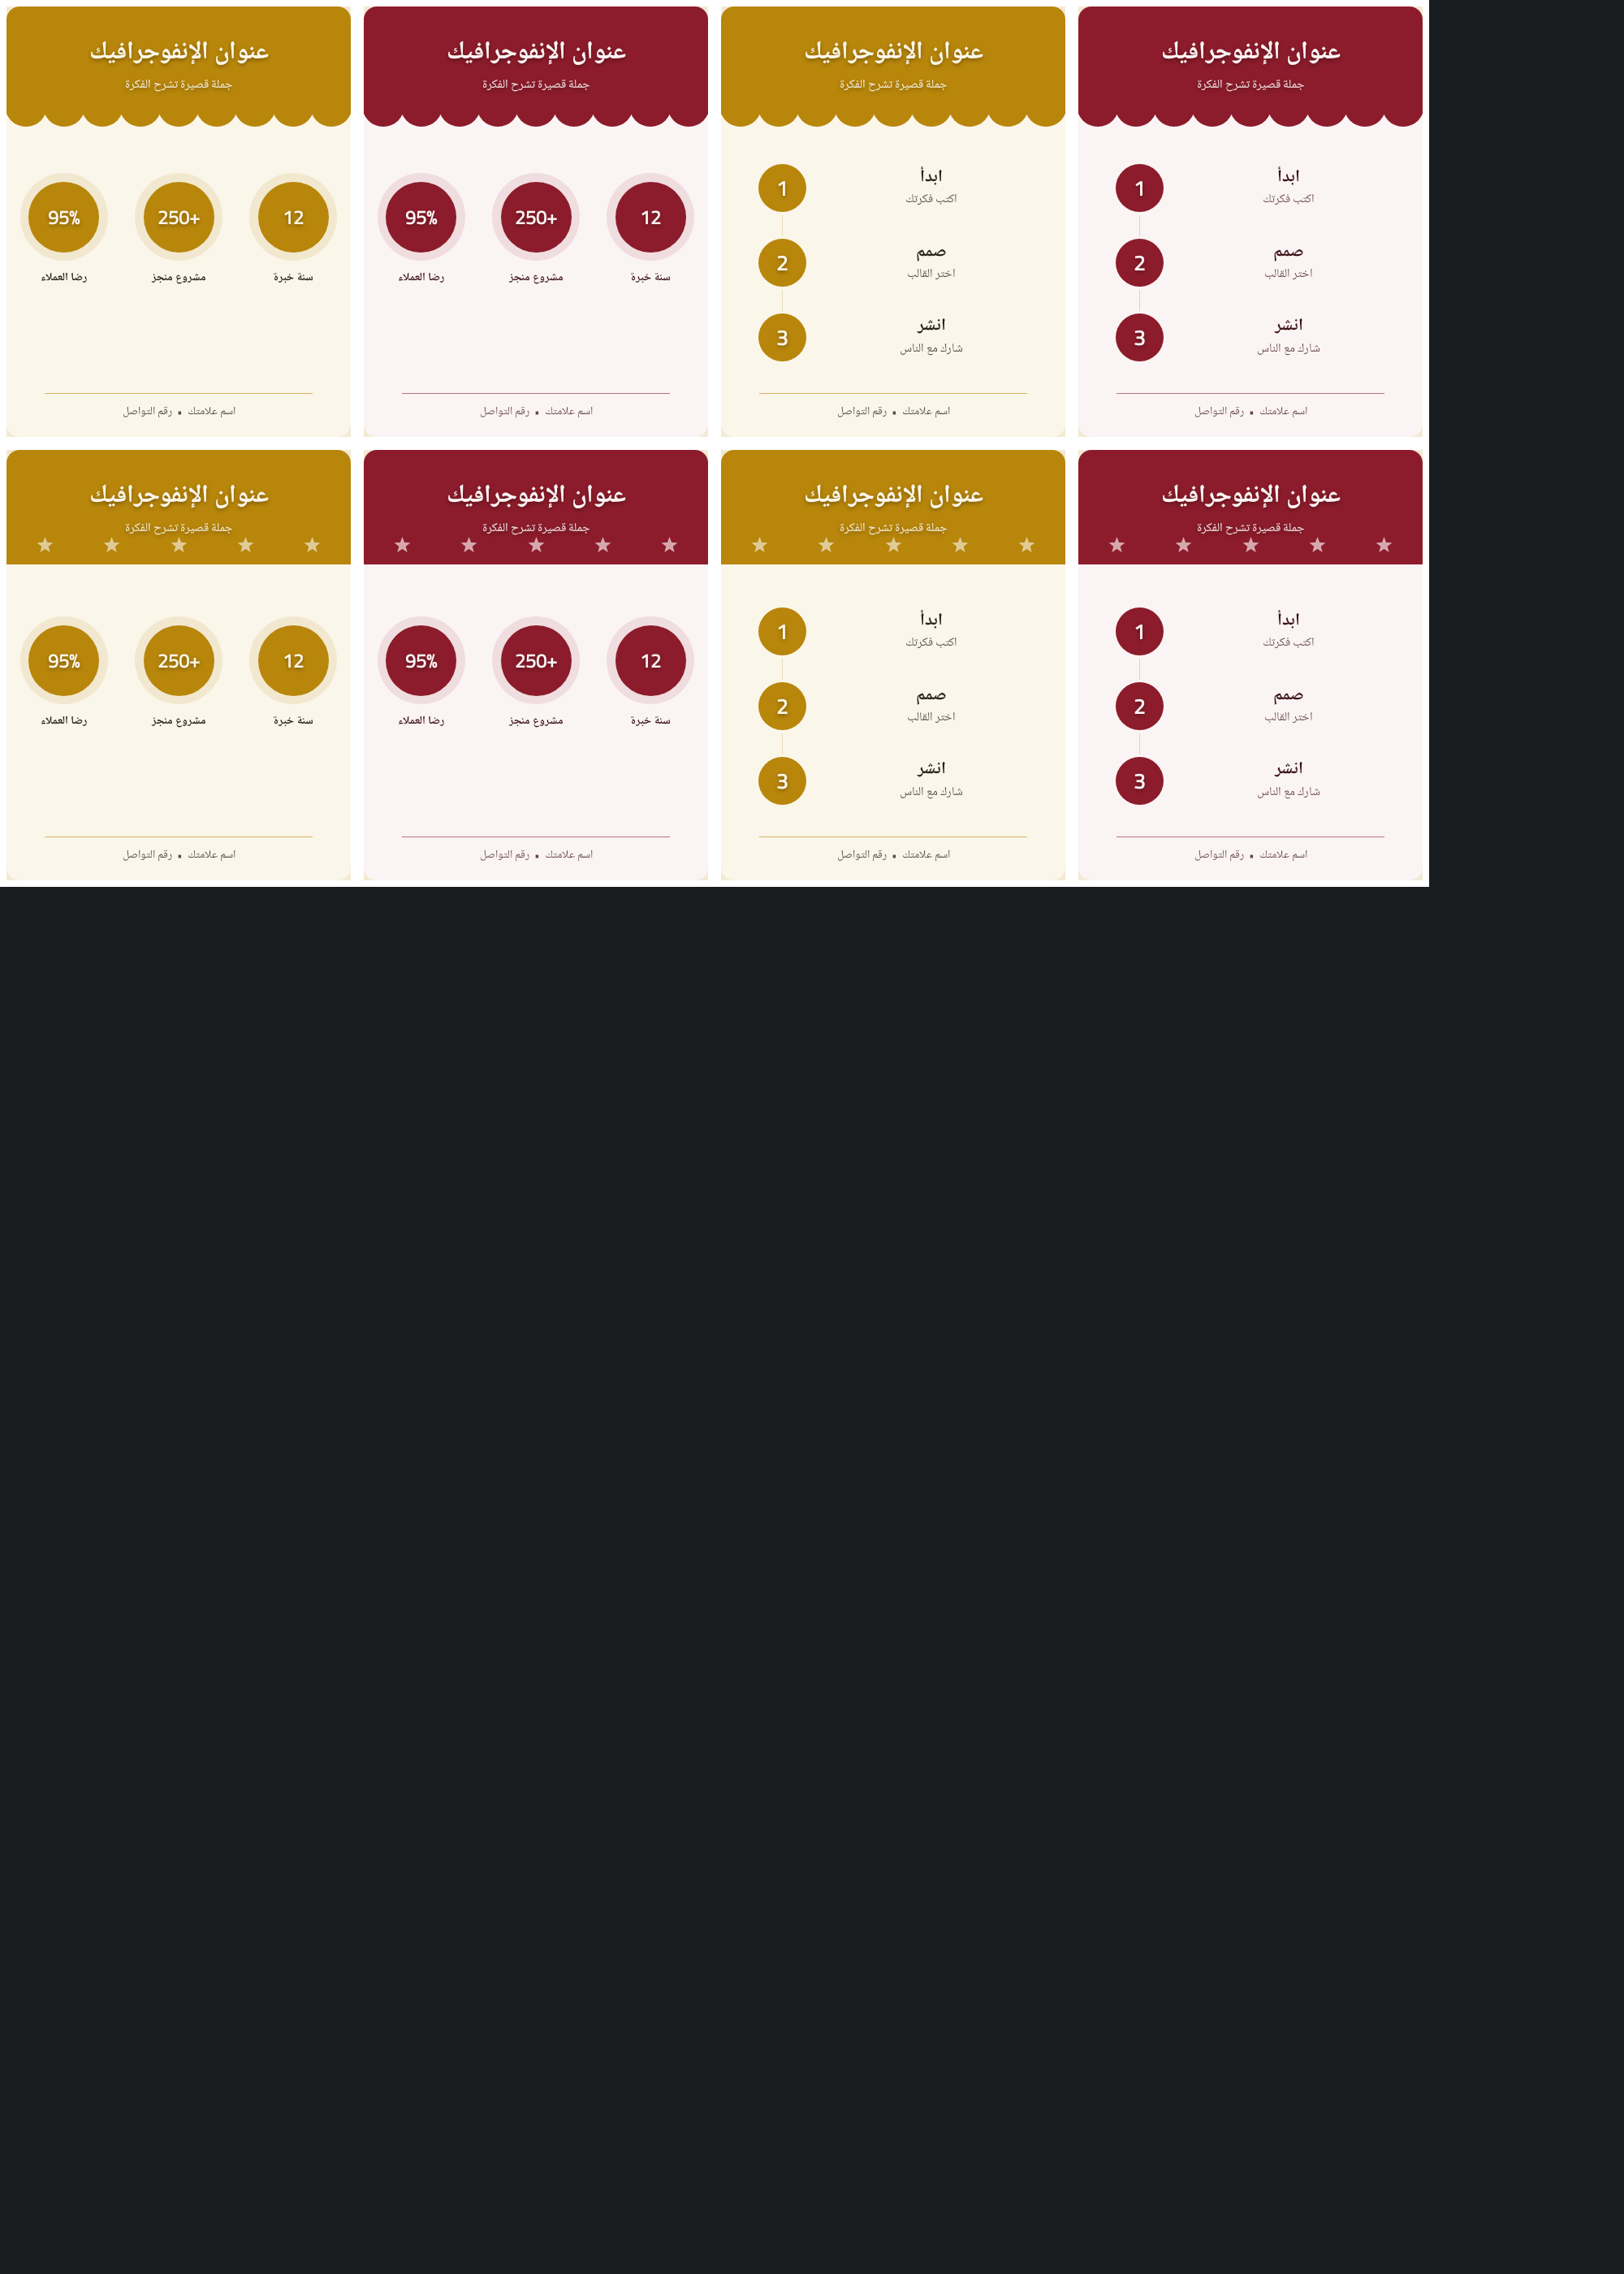 عنوان الإنفوجرافيك
جملة قصيرة تشرح الفكرة
ابدأ
اكتب فكرتك
1
صمم
اختر القالب
2
انشر
شارك مع الناس
3
اسم علامتك ▪ رقم التواصل
عنوان الإنفوجرافيك
جملة قصيرة تشرح الفكرة
ابدأ
اكتب فكرتك
1
صمم
اختر القالب
2
انشر
شارك مع الناس
3
اسم علامتك ▪ رقم التواصل
عنوان الإنفوجرافيك
جملة قصيرة تشرح الفكرة
12 250+ 95%
سنة خبرة مشروع منجز رضا العملاء
اسم علامتك ▪ رقم التواصل
عنوان الإنفوجرافيك
جملة قصيرة تشرح الفكرة
12 250+ 95%
سنة خبرة مشروع منجز رضا العملاء
اسم علامتك ▪ رقم التواصل
عنوان الإنفوجرافيك
جملة قصيرة تشرح الفكرة
ابدأ
اكتب فكرتك
1
صمم
اختر القالب
2
انشر
شارك مع الناس
3
اسم علامتك ▪ رقم التواصل
عنوان الإنفوجرافيك
جملة قصيرة تشرح الفكرة
ابدأ
اكتب فكرتك
1
صمم
اختر القالب
2
انشر
شارك مع الناس
3
اسم علامتك ▪ رقم التواصل
عنوان الإنفوجرافيك
جملة قصيرة تشرح الفكرة
12 250+ 95%
سنة خبرة مشروع منجز رضا العملاء
اسم علامتك ▪ رقم التواصل
عنوان الإنفوجرافيك
جملة قصيرة تشرح الفكرة
12 250+ 95%
سنة خبرة مشروع منجز رضا العملاء
اسم علامتك ▪ رقم التواصل